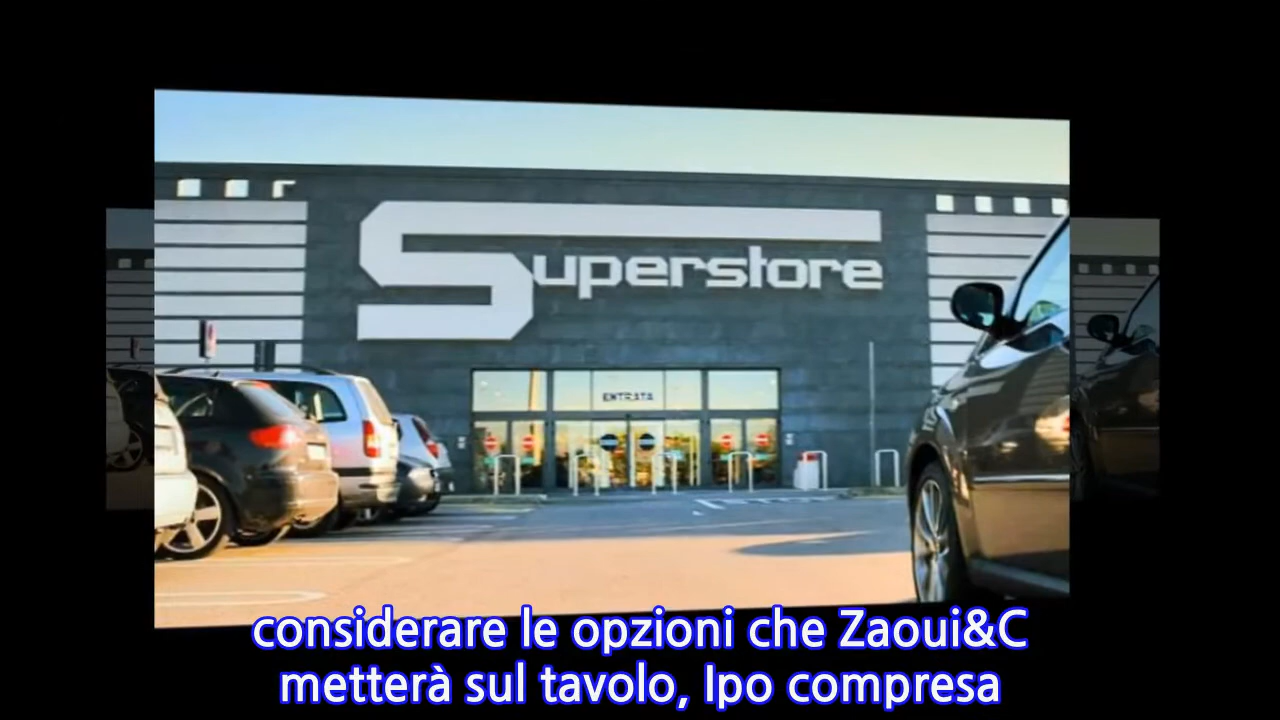 Superstore
ENTRATA
considerare le opzioni che Zaoui&C
metterà sul tavolo, Ipo compresa